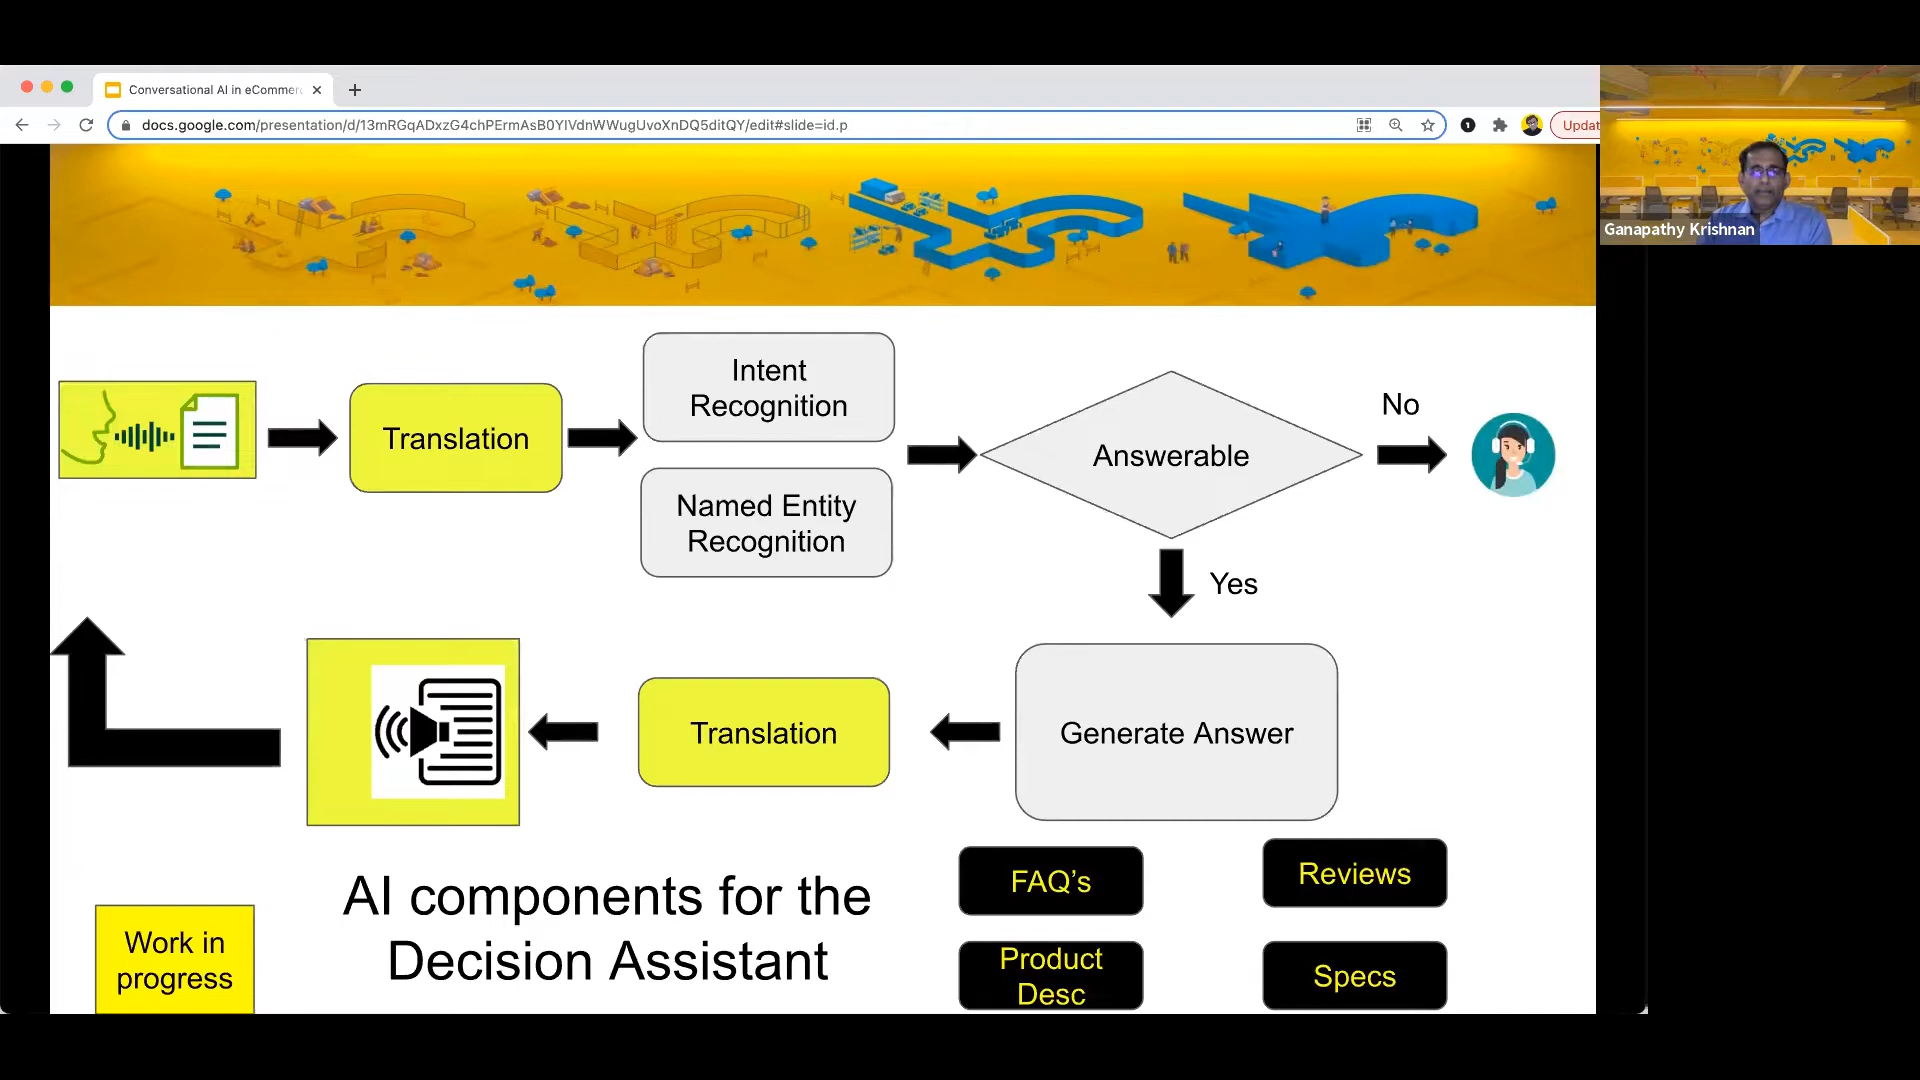 Conversational AI in eCommer
docs.google.com/presentation/d/13mRGqADxzG4chPErmAsB0YIVdnWWugUvoXnDQ5ditQY/edit#slide=id.p
Updat
Ganapathy Krishnan
Intent
Recognition
Translation
Named Entity
Recognition
Answerable
No
Yes
Generate Answer
Translation
AI components for the
Decision Assistant
Work in
progress
FAQ's
Reviews
Product
Desc
Specs